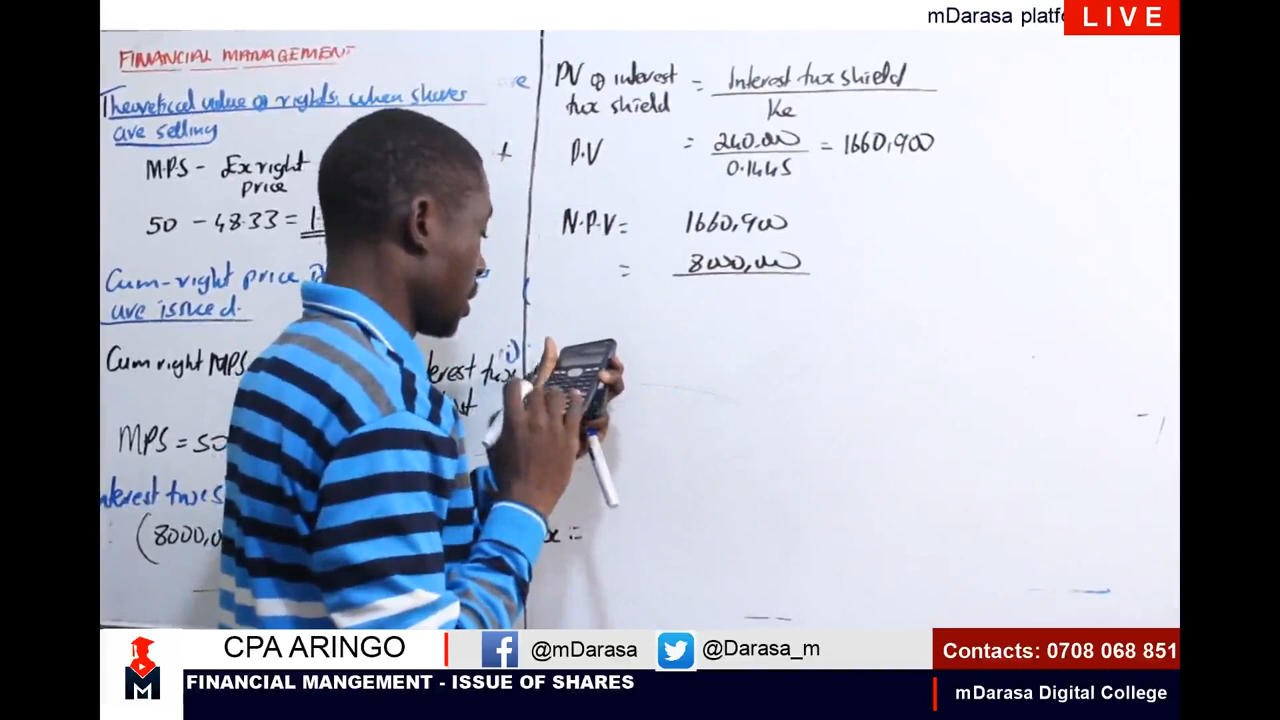 mDarasa platfo
LIVE
FINANCIAL MANAGEMENT
Theoretical value of rights, when shares
are selling
M.P.S - Ex right
price
50 - 48.33 = 1
Cum-right price
are issued.
Cum right MPS
MPS = 50
(8000,0
PV of interest = Interest tax shield
tax shield
Ke
P.V = 240,000 = 1660,900
0.1445
N.P.V = 1660,900
= 8000,000
CPA ARINGO
@mDarasa
@Darasa_m
Contacts: 0708 068 851
FINANCIAL MANGEMENT - ISSUE OF SHARES
mDarasa Digital College